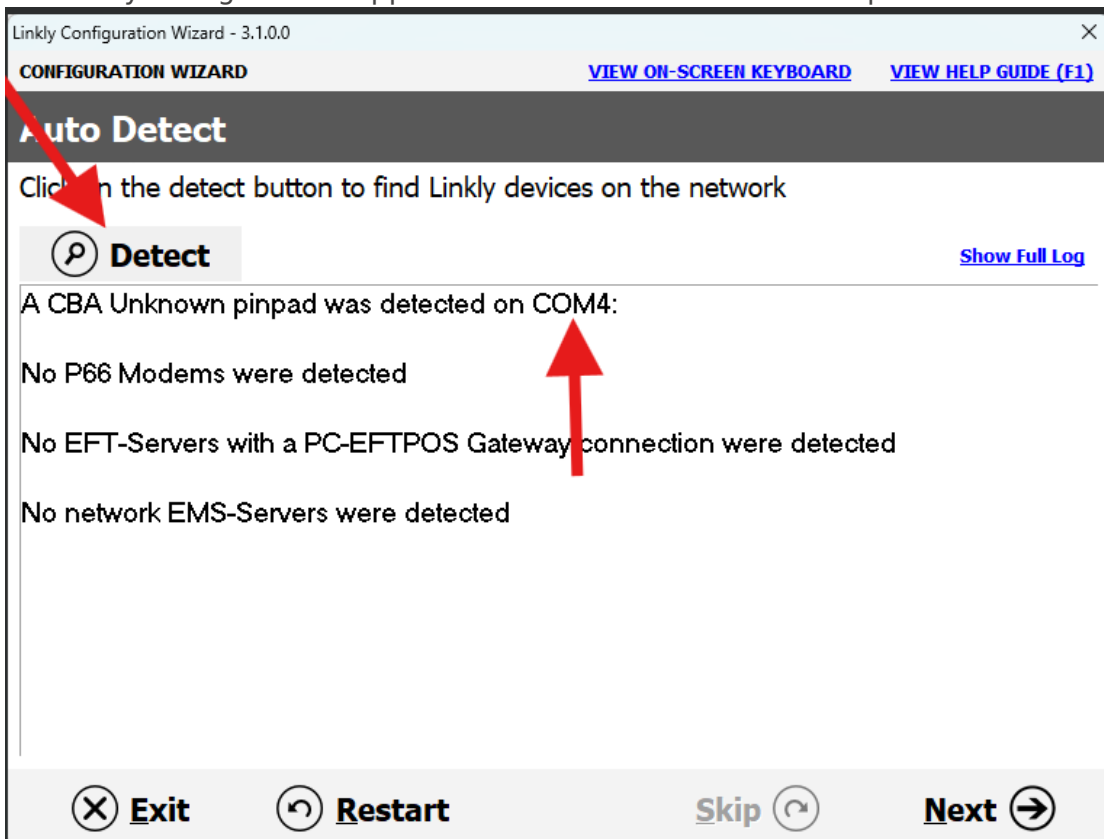 Linkly Configuration Wizard - 3.1.0.0
CONFIGURATION WIZARD VIEW ON-SCREEN KEYBOARD VIEW HELP GUIDE (F1)
Auto Detect
Click on the detect button to find Linkly devices on the network
Detect
Show Full Log
A CBA Unknown pinpad was detected on COM4:
No P66 Modems were detected
No EFT-Servers with a PC-EFTPOS Gateway connection were detected
No network EMS-Servers were detected
Exit Restart Skip Next